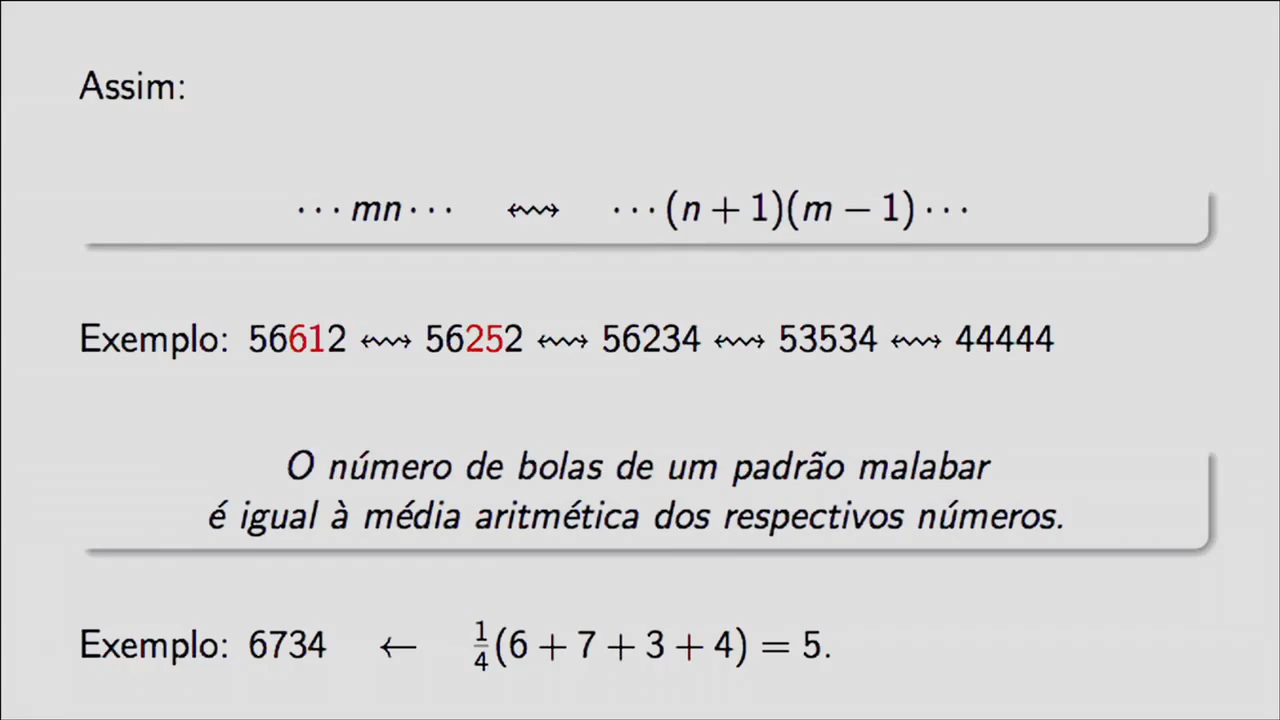 Assim:
··· mn ··· ↭ ··· (n + 1)(m − 1) ···
Exemplo: 56612 ↭ 56252 ↭ 56234 ↭ 53534 ↭ 44444
O número de bolas de um padrão malabar
é igual à média aritmética dos respectivos números.
Exemplo: 6734 ← 1/4(6 + 7 + 3 + 4) = 5.